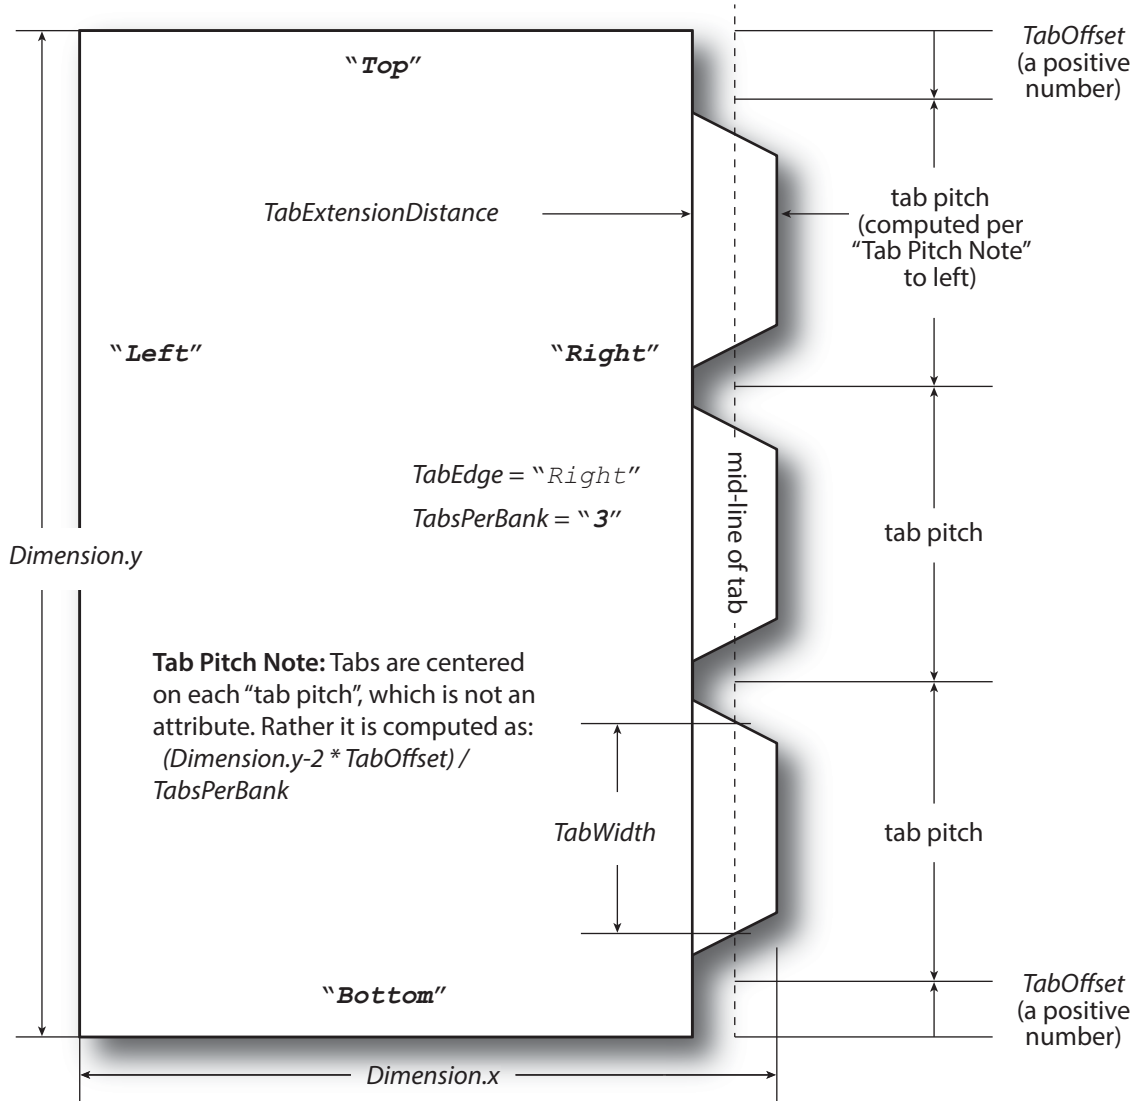 “Top”
TabOffset
(a positive
number)
TabExtensionDistance
tab pitch
(computed per
“Tab Pitch Note”
to left)
“Left”
“Right”
TabEdge = “Right”
TabsPerBank = “3”
mid-line of tab
tab pitch
Dimension.y
Tab Pitch Note: Tabs are centered
on each “tab pitch”, which is not an
attribute. Rather it is computed as:
(Dimension.y-2 * TabOffset) /
TabsPerBank
TabWidth
tab pitch
“Bottom”
TabOffset
(a positive
number)
Dimension.x